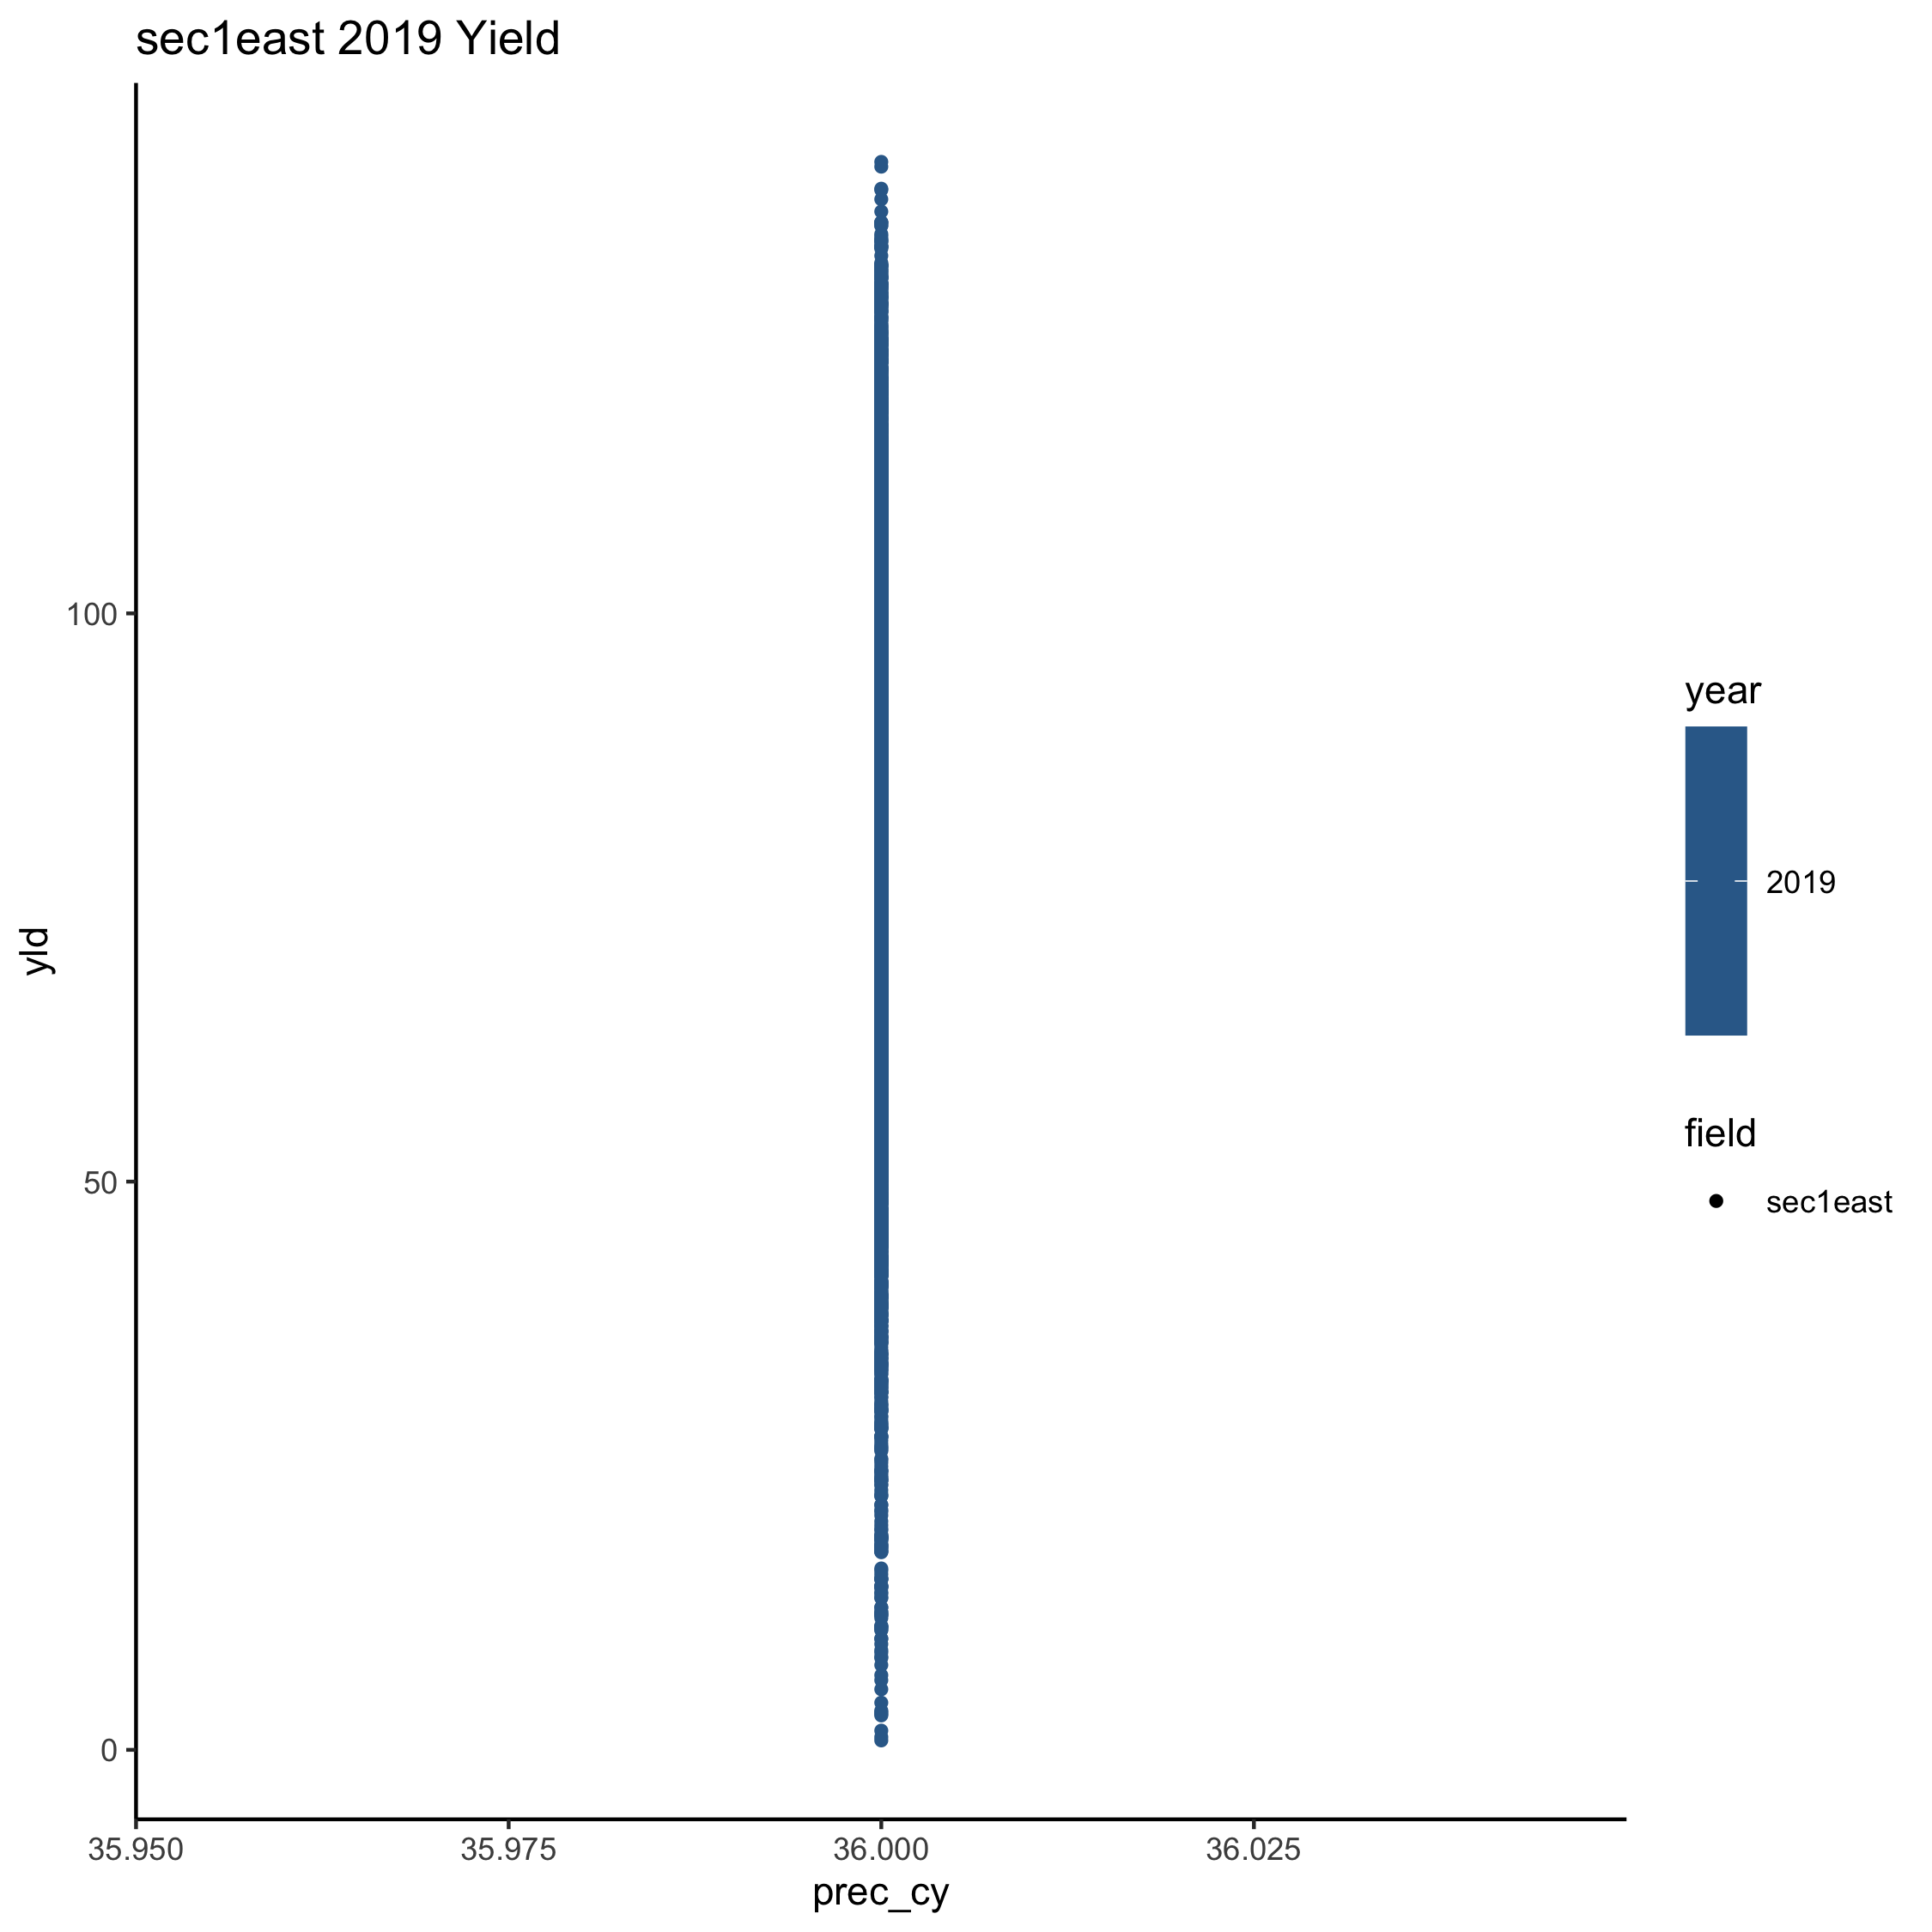 sec1east 2019 Yield
yld
100
50
0
35.950
35.975
36.000
36.025
prec_cy
year
2019
field
sec1east